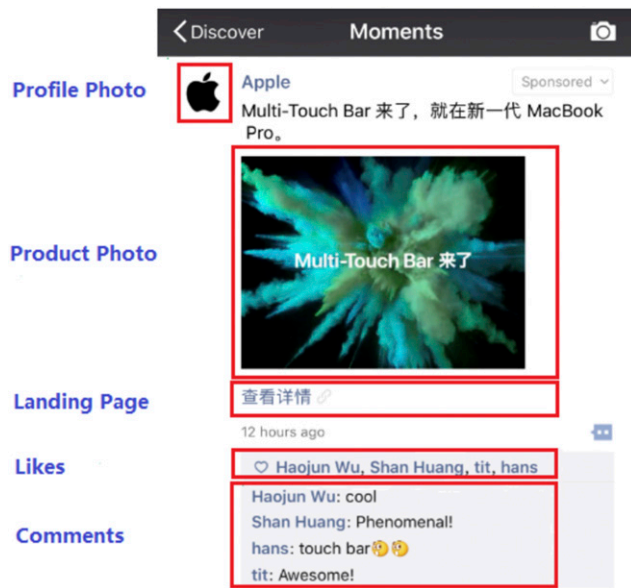 Discover Moments
Profile Photo
Apple Sponsored
Multi-Touch Bar 来了，就在新一代 MacBook
Pro。
Product Photo
Multi-Touch Bar 来了
Landing Page
查看详情
12 hours ago
Likes
Haojun Wu, Shan Huang, tit, hans
Comments
Haojun Wu: cool
Shan Huang: Phenomenal!
hans: touch bar🤔🤔
tit: Awesome!